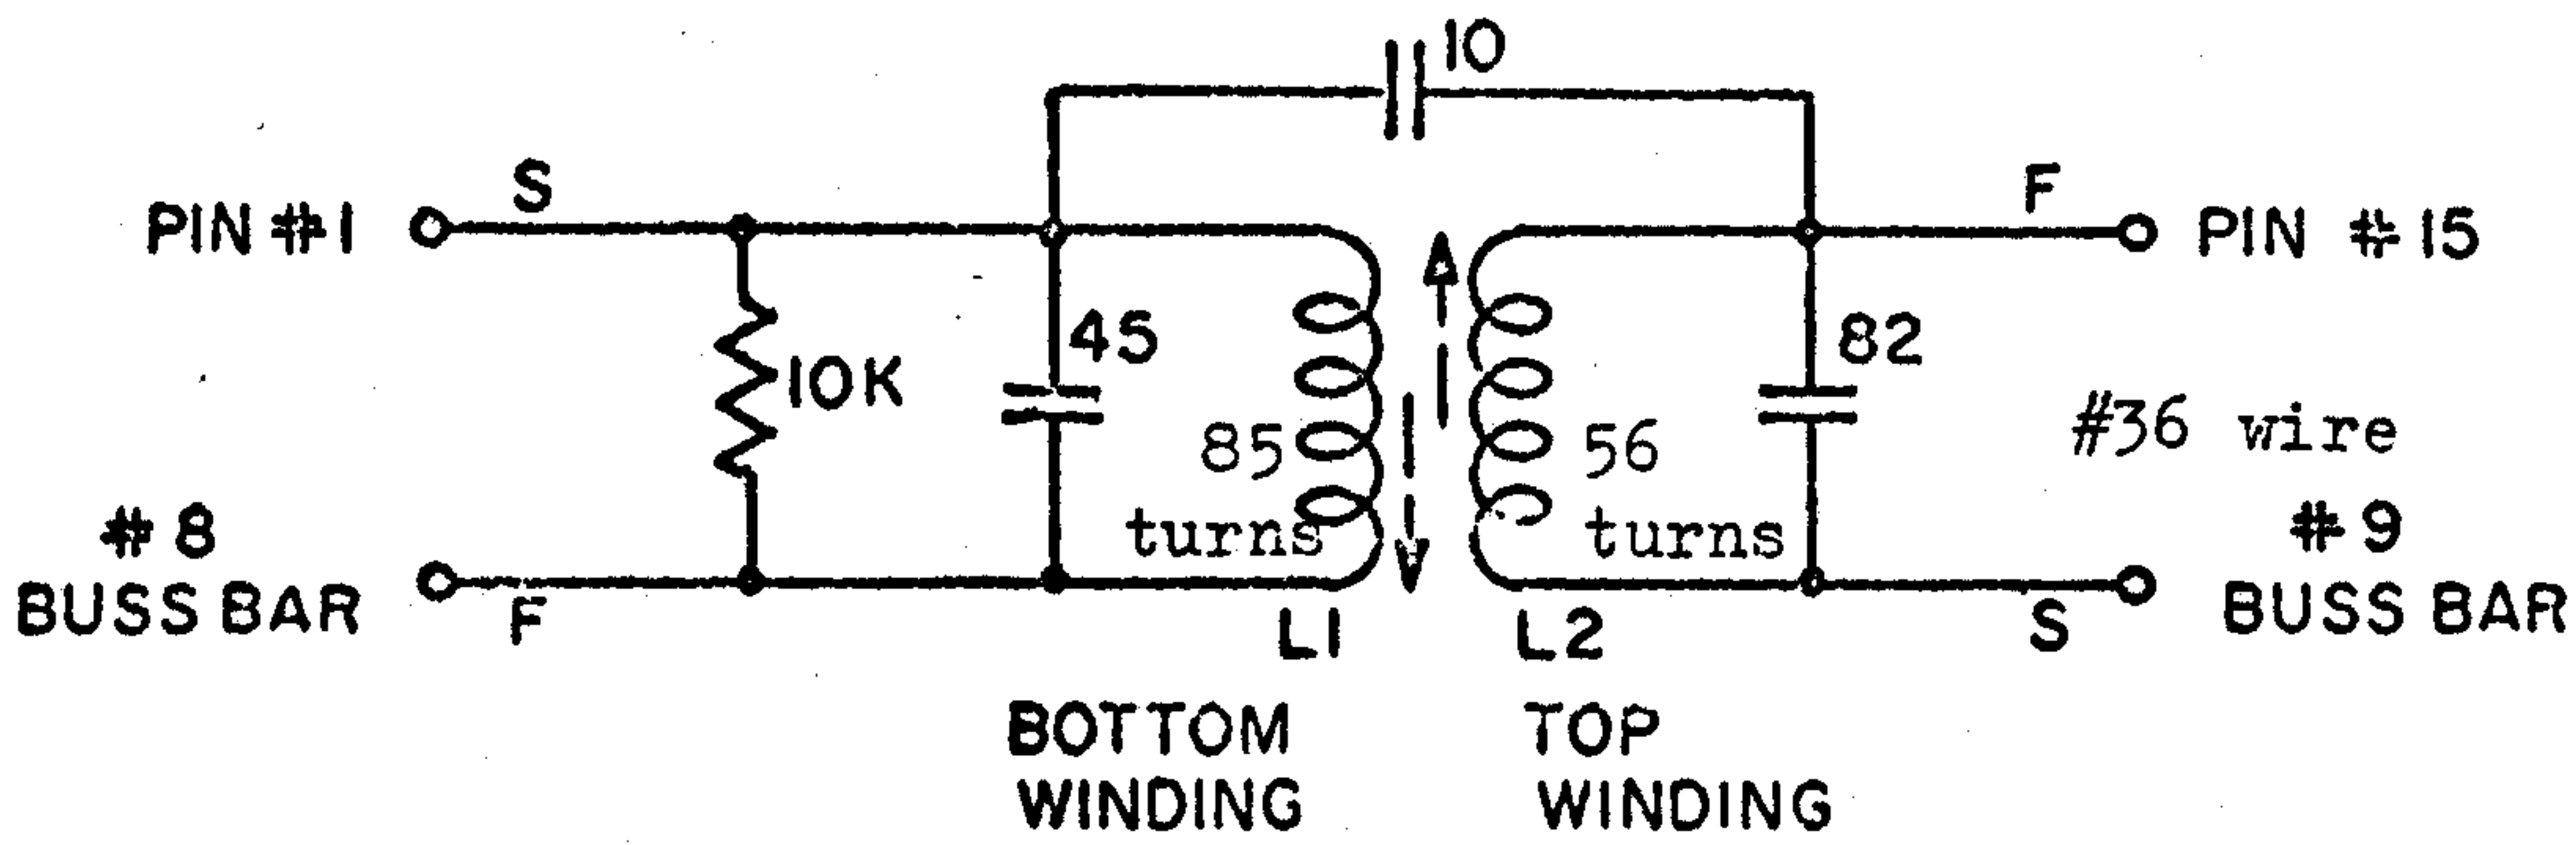 10
PIN #1
S
F
PIN #15
10K
45
82
85
turns
56
turns
#36 wire
#8
BUSS BAR
F
L1
L2
S
#9
BUSS BAR
BOTTOM
WINDING
TOP
WINDING